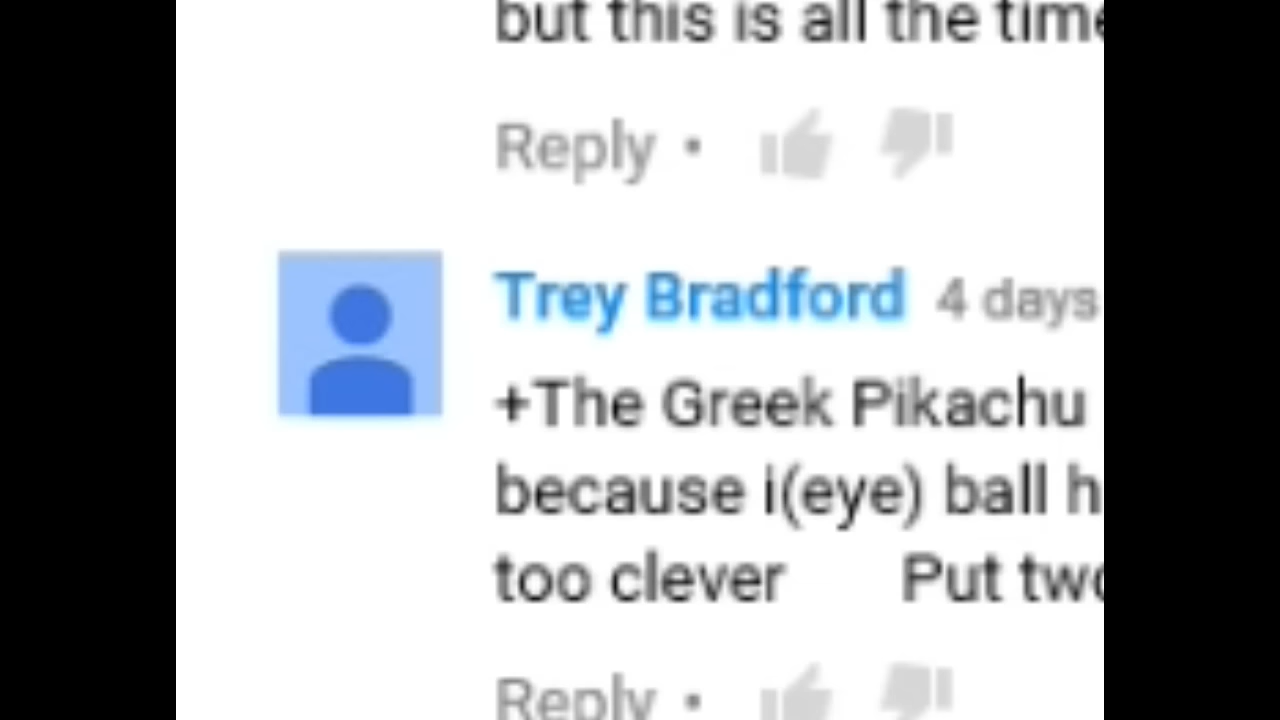 but this is all the time
Reply •
Trey Bradford 4 days
+The Greek Pikachu
because i(eye) ball h
too clever Put two
Reply •